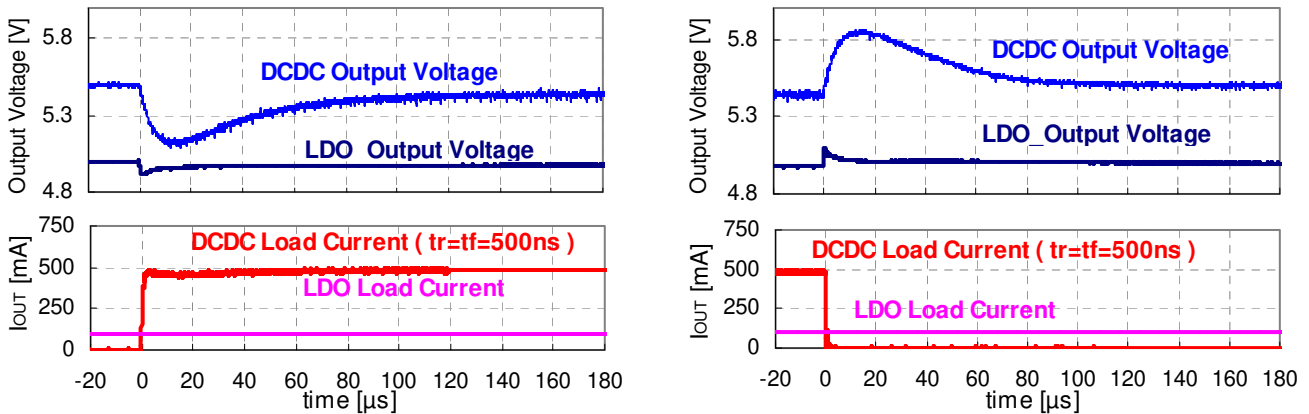 Output Voltage [V]
5.8
5.3
4.8
DCDC Output Voltage
LDO_Output Voltage
IOUT [mA]
750
500
250
0
DCDC Load Current ( tr=tf=500ns )
LDO Load Current
-20 0 20 40 60 80 100 120 140 160 180
time [µs]
Output Voltage [V]
5.8
5.3
4.8
DCDC Output Voltage
LDO_Output Voltage
IOUT [mA]
750
500
250
0
DCDC Load Current ( tr=tf=500ns )
LDO Load Current
-20 0 20 40 60 80 100 120 140 160 180
time [µs]